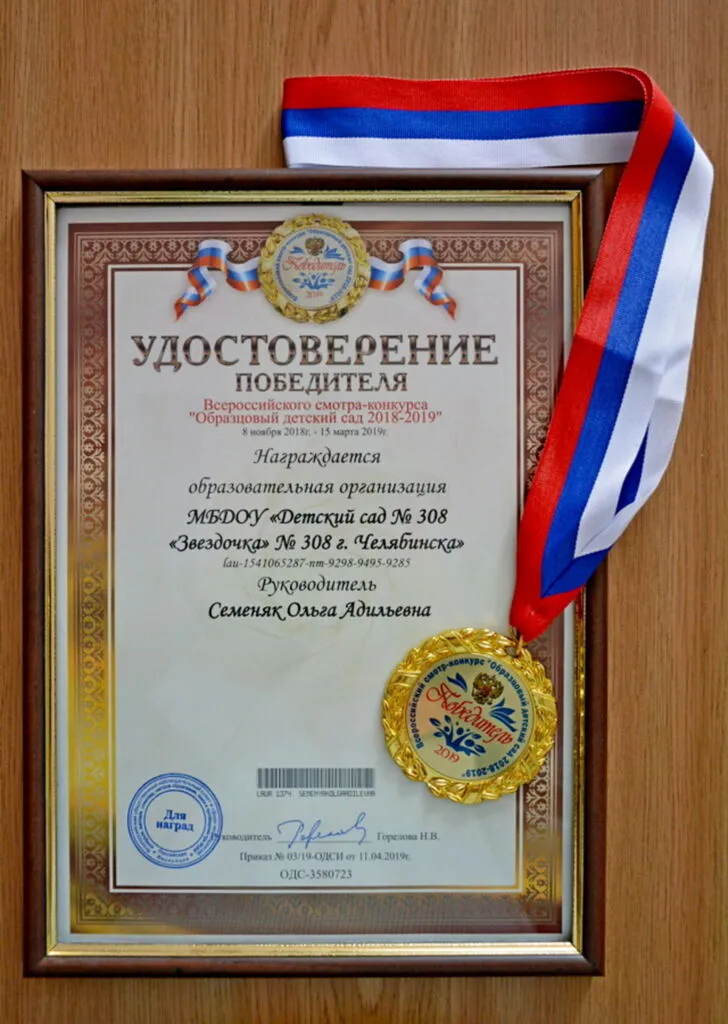 Победитель
2019
УДОСТОВЕРЕНИЕ
ПОБЕДИТЕЛЯ
Всероссийского смотра-конкурса
"Образцовый детский сад 2018-2019"
8 ноября 2018г. - 15 марта 2019г.
Награждается
образовательная организация
МБДОУ «Детский сад № 308
«Звездочка» № 308 г. Челябинска»
lau-1541065287-nm-9298-9495-9285
Руководитель
Семеняк Ольга Адильевна
Всероссийский смотр-конкурс "Образцовый детский сад 2018-2019"
Победитель
2019
LAUR 1374 SEMENYAKOLGAADILEVNA
Для
наград
Руководитель Горелова Н.В.
Приказ № 03/19-ОДСИ от 11.04.2019г.
ОДС-3580723